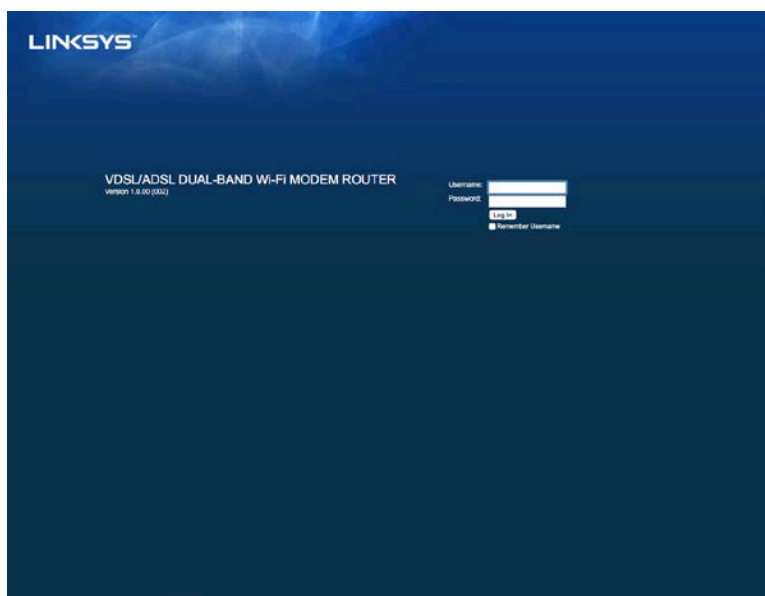 LINKSYS™
VDSL/ADSL DUAL-BAND Wi-Fi MODEM ROUTER
Version 1.0.00 (002)
Username:
Password:
Log In
Remember Username